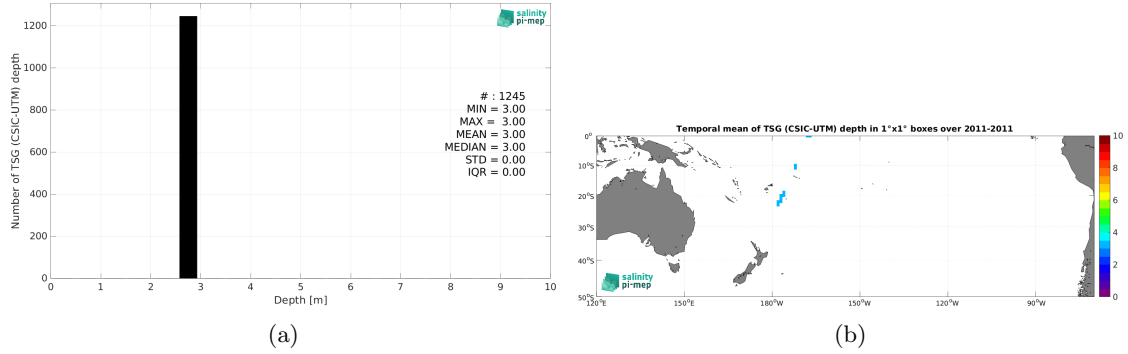 salinity
pi-mep
1200
1000
800
600
400
200
0
Number of TSG (CSIC-UTM) depth
# : 1245
MIN = 3.00
MAX = 3.00
MEAN = 3.00
MEDIAN = 3.00
STD = 0.00
IQR = 0.00
0 1 2 3 4 5 6 7 8 9 10
Depth [m]
(a)
Temporal mean of TSG (CSIC-UTM) depth in 1°x1° boxes over 2011-2011
0°
10°S
20°S
30°S
40°S
50°S
120°E 150°E 180°W 150°W 120°W 90°W
10
8
6
4
2
0
salinity
pi-mep
(b)